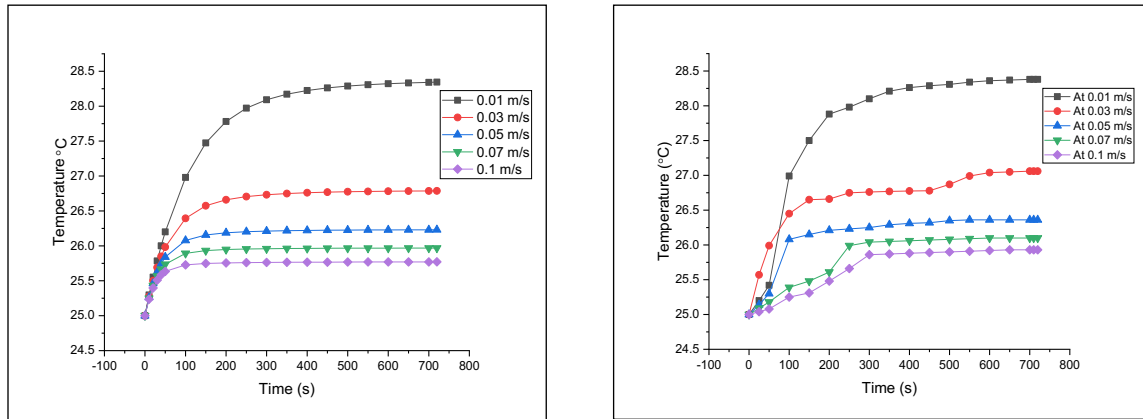 28.5
28.0
27.5
27.0
26.5
26.0
25.5
25.0
24.5
Temperature°C
-100 0 100 200 300 400 500 600 700 800
Time (s)
0.01 m/s
0.03 m/s
0.05 m/s
0.07 m/s
0.1 m/s
28.5
28.0
27.5
27.0
26.5
26.0
25.5
25.0
24.5
Temperature (°C)
-100 0 100 200 300 400 500 600 700 800
Time (s)
At 0.01 m/s
At 0.03 m/s
At 0.05 m/s
At 0.07 m/s
At 0.1 m/s